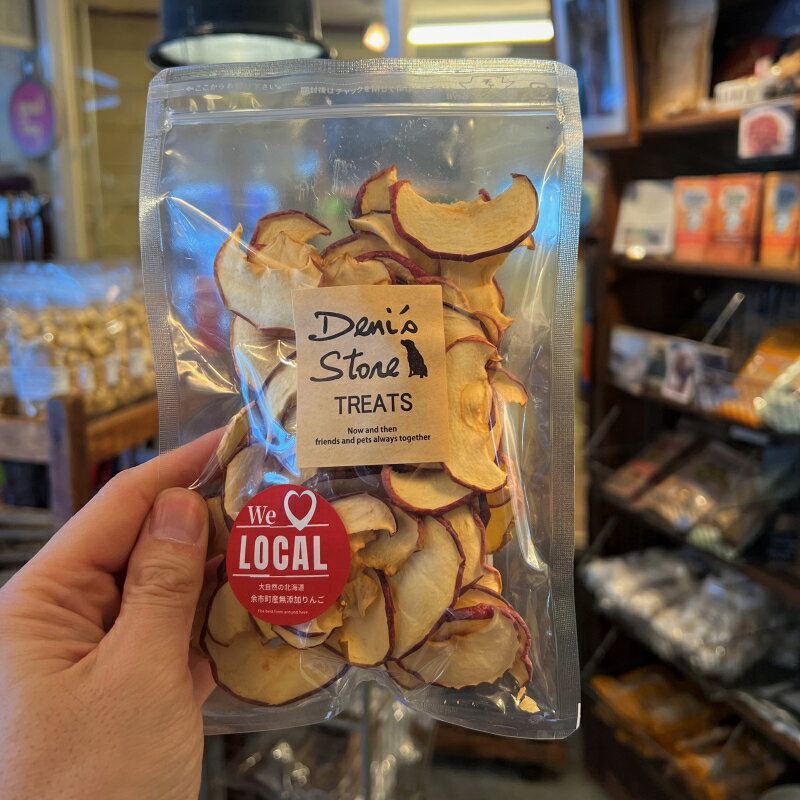 Deni's
Store
TREATS
Now and then
friends and pets always together
We
LOCAL
大自然の北海道
余市町産無添加りんご